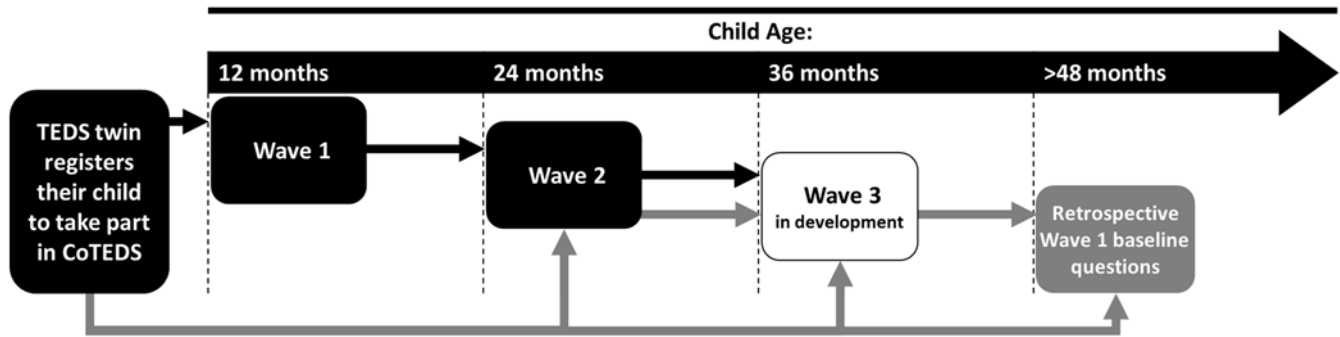 Child Age:
12 months
24 months
36 months
>48 months
TEDS twin
registers
their child
to take part
in CoTEDS
Wave 1
Wave 2
Wave 3
in development
Retrospective
Wave 1 baseline
questions